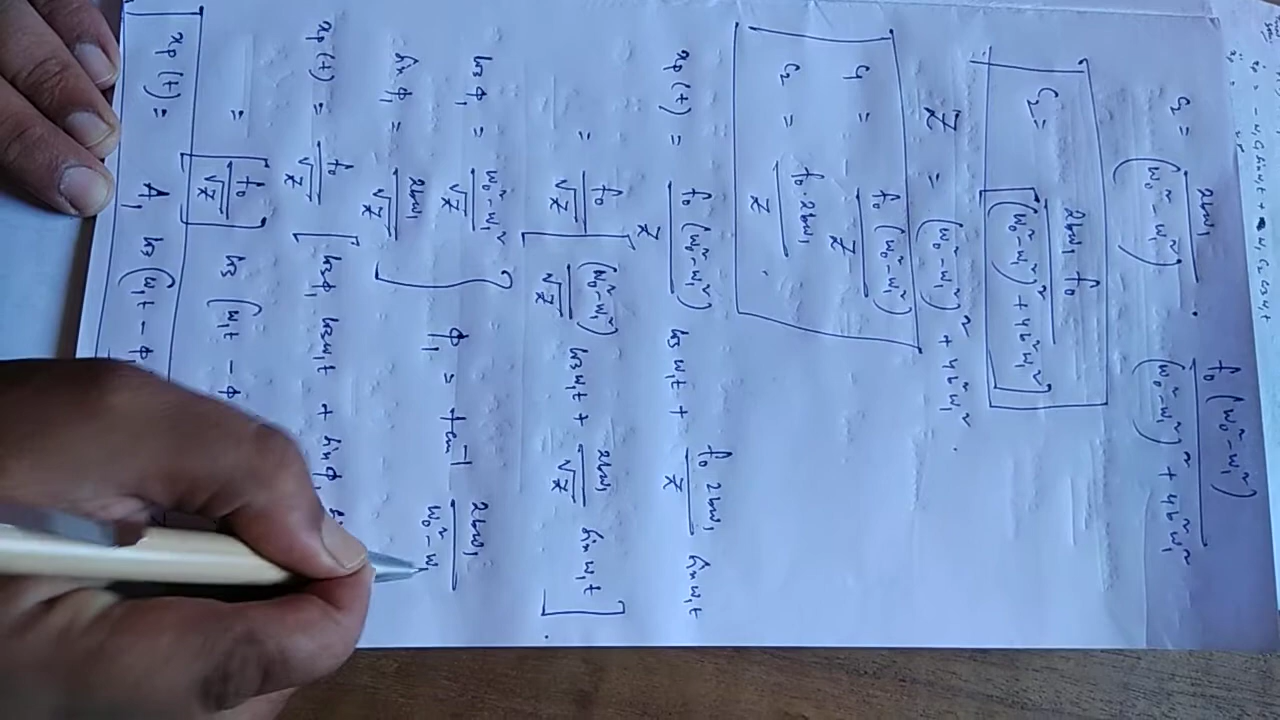 C₂ = 2bω₁ / (ω₀² - ω₁²) · f₀ (ω₀² - ω₁²) / (ω₀² - ω₁²)² + 4b²ω₁²
C₂ = 2bω₁ f₀ / [(ω₀² - ω₁²)² + 4b²ω₁²]
Z = (ω₀² - ω₁²)² + 4b²ω₁².
C₁ = f₀ (ω₀² - ω₁²) / Z
C₂ = f₀ · 2bω₁ / Z .
xp (t) = f₀ (ω₀² - ω₁²) / Z cos ω₁t + f₀ 2bω₁ / Z sin ω₁t
= f₀ / √Z [ (ω₀² - ω₁²) / √Z cos ω₁t + 2bω₁ / √Z sin ω₁t ] .
cos φ₁ = ω₀² - ω₁² / √Z
sin φ₁ = 2bω₁ / √Z } φ₁ = tan⁻¹ 2bω₁ / ω₀² - ω₁
xp (t) = f₀ / √Z [ cos φ₁ cos ω₁t + sin φ₁
= [f₀ / √Z] cos (ω₁t - φ
xp (t) = A₁ cos (ω₁t - φ